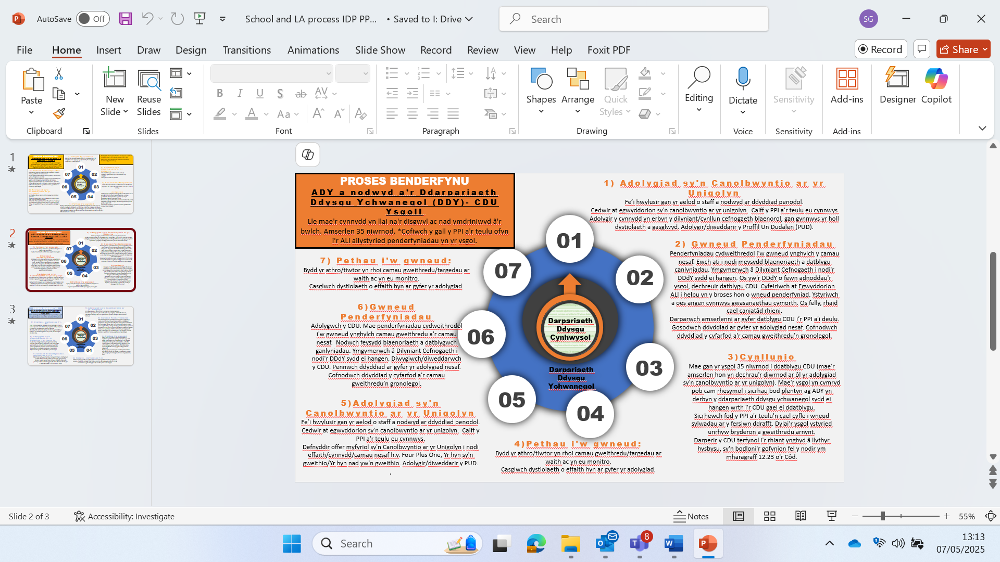 AutoSave Off School and LA process IDP PP... • Saved to I: Drive Search SG
File Home Insert Draw Design Transitions Animations Slide Show Record Review View Help Foxit PDF Record Share
Paste
New Slide
Reuse Slides
Shapes Arrange Quick Styles
Editing Dictate Sensitivity Add-ins Designer Copilot
Clipboard Slides Font Paragraph Drawing Voice Sensitivity Add-ins
1
2
3
PROSES BENDERFYNU
ADY a nodwyd a'r Ddarpariaeth
Ddysgu Ychwanegol (DDY)- CDU
Ysgoll
Lle mae'r cynnydd yn llai na'r disgwyl ac nad ymdriniwyd â'r
bwlch. Amserlen 35 niwrnod. *Cofiwch y gall y PPI a'r teulu ofyn
i'r ALl ailystyried penderfyniadau yn yr ysgol.
1) Adolygiad sy'n Canolbwyntio ar yr
Unigolyn
Fe'i hwylusir gan yr aelod o staff a nodwyd ar ddyddiad penodol.
Cedwir at egwyddorion sy'n canolbwyntio ar yr unigolyn. Caiff y PPI a'r teulu eu cynnwys
Adolygir y cynnydd yn erbyn y dilyniant/cynllun cefnogaeth blaenorol, gan gynnwys yr holl
dystiolaeth a gasglwyd. Adolygir/diweddarir y Proffil Un Dudalen (PUD).
2) Gwneud Penderfyniadau
Penderfyniadau cydweithredol i'w gwneud ynghylch y camau
nesaf. Ewch ati i nodi meysydd blaenoriaeth a datblygu
canlyniadau. Ymgymerwch â Dilyniant Cefnogaeth i nodi'r
DDdY sydd ei hangen. Os yw'r DDdY o fewn adnoddau'r
ysgol, dechreuir datblygu CDU. Cyfeiriwch at Egwyddorion
ALl i helpu yn y broses hon o wneud penderfyniad. Ystyriwch
a oes angen cynnwys gwasanaethau cymorth. Os felly, rhaid
cael caniatâd rhieni.
Darparwch amserlenni ar gyfer datblygu CDU i'r PPI a'i deulu.
Gosodwch ddyddiad ar gyfer yr adolygiad nesaf. Cofnodwch
ddyddiad y cyfarfod a'r camau gweithredu'n gronolegol.
3)Cynllunio
Mae gan yr ysgol 35 niwrnod i ddatblygu CDU (mae'r
amserlen hon yn dechrau'r diwrnod ar ôl yr adolygiad
sy'n canolbwyntio ar yr unigolyn). Mae'r ysgol yn cymryd
pob cam rhesymol i sicrhau bod plentyn ag ADY yn
derbyn y ddarpariaeth ddysgu ychwanegol sydd ei
hangen wrth i'r CDU gael ei ddatblygu.
Sicrhewch fod y PPI a'r teulu'n cael cyfle i wneud
sylwadau ar y fersiwn ddrafft. Dylai'r ysgol ystyried
unrhyw bryderon a gweithredu arnynt.
Darperir y CDU terfynol i'r rhiant ynghyd â llythyr
hysbysu, sy'n bodloni'r gofynion fel y nodir ym
mharagraff 12.23 o'r Côd.
4)Pethau i'w gwneud:
Bydd yr athro/tiwtor yn rhoi camau gweithredu/targedau ar
waith ac yn eu monitro.
Casglwch dystiolaeth o effaith hyn ar gyfer yr adolygiad.
5)Adolygiad sy'n
Canolbwyntio ar yr Unigolyn
Fe'i hwylusir gan yr aelod o staff a nodwyd ar ddyddiad penodol.
Cedwir at egwyddorion sy'n canolbwyntio ar yr unigolyn. Caiff y
PPI a'r teulu eu cynnwys.
Defnyddir offer myfyriol sy'n Canolbwyntio ar yr Unigolyn i nodi
effaith/cynnydd/camau nesaf h.y. Four Plus One, Yr hyn sy'n
gweithio/Yr hyn nad yw'n gweithio. Adolygir/diweddarir y PUD.
.
6)Gwneud
Penderfyniadau
Adolygwch y CDU. Mae penderfyniadau cydweithredol
i'w gwneud ynghylch camau gweithredu a'r camau
nesaf. Nodwch feysydd blaenoriaeth a datblygwch
ganlyniadau. Ymgymerwch â Dilyniant Cefnogaeth i
nodi'r DDdY sydd ei hangen. Diwygiwch/diweddarwch
y CDU. Pennwch ddyddiad ar gyfer yr adolygiad nesaf.
Cofnodwch ddyddiad y cyfarfod a'r camau
gweithredu'n gronolegol.
7) Pethau i'w gwneud:
Bydd yr athro/tiwtor yn rhoi camau gweithredu/targedau ar
waith ac yn eu monitro.
Casglwch dystiolaeth o effaith hyn ar gyfer yr adolygiad.
01
02
03
04
05
06
07
Darpariaeth
Ddysgu
Cynhwysol
Darpariaeth
Ddysgu
Ychwanegol
Slide 2 of 3 Accessibility: Investigate Notes 55%
Search 8 13:13
07/05/2025